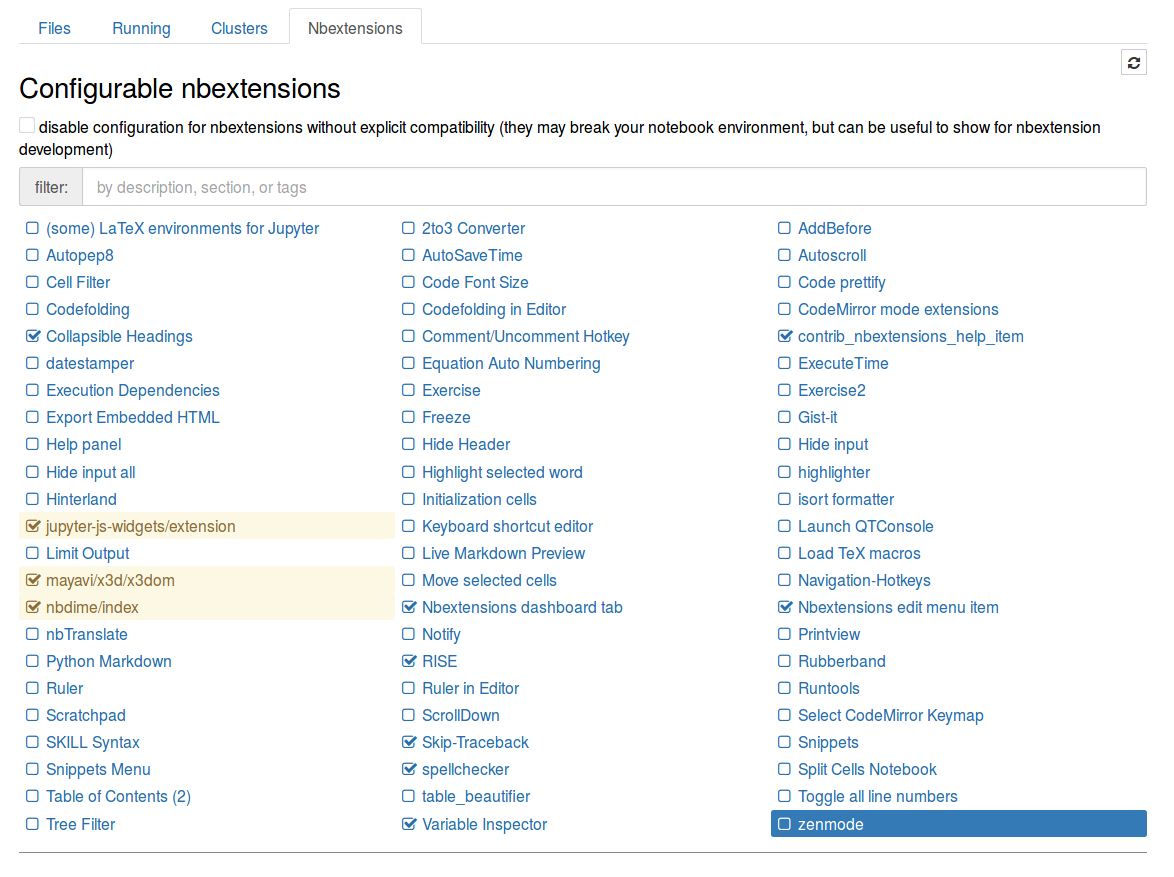 Files Running Clusters Nbextensions
Configurable nbextensions
disable configuration for nbextensions without explicit compatibility (they may break your notebook environment, but can be useful to show for nbextension
development)
filter: by description, section, or tags
(some) LaTeX environments for Jupyter 2to3 Converter AddBefore
Autopep8 AutoSaveTime Autoscroll
Cell Filter Code Font Size Code prettify
Codefolding Codefolding in Editor CodeMirror mode extensions
Collapsible Headings Comment/Uncomment Hotkey contrib_nbextensions_help_item
datestamper Equation Auto Numbering ExecuteTime
Execution Dependencies Exercise Exercise2
Export Embedded HTML Freeze Gist-it
Help panel Hide Header Hide input
Hide input all Highlight selected word highlighter
Hinterland Initialization cells isort formatter
jupyter-js-widgets/extension Keyboard shortcut editor Launch QTConsole
Limit Output Live Markdown Preview Load TeX macros
mayavi/x3d/x3dom Move selected cells Navigation-Hotkeys
nbdime/index Nbextensions dashboard tab Nbextensions edit menu item
nbTranslate Notify Printview
Python Markdown RISE Rubberband
Ruler Ruler in Editor Runtools
Scratchpad ScrollDown Select CodeMirror Keymap
SKILL Syntax Skip-Traceback Snippets
Snippets Menu spellchecker Split Cells Notebook
Table of Contents (2) table_beautifier Toggle all line numbers
Tree Filter Variable Inspector zenmode